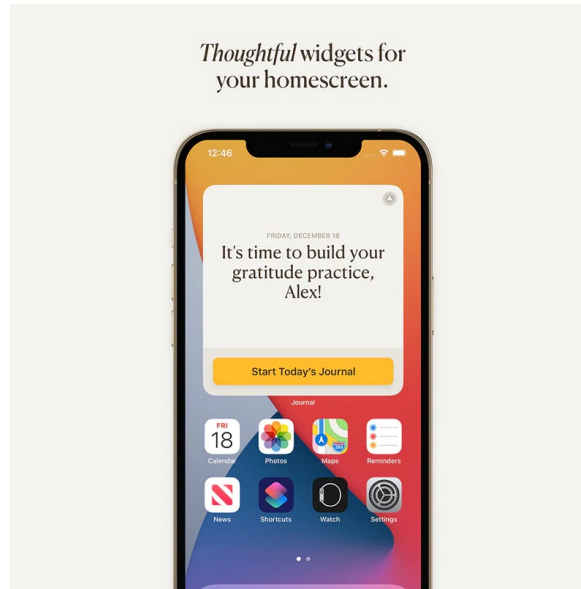 Thoughtful widgets for
your homescreen.
12:46
FRIDAY, DECEMBER 18
It's time to build your
gratitude practice,
Alex!
Start Today's Journal
Journal
FRI
18
Calendar
Photos
Maps
Reminders
News
Shortcuts
Watch
Settings